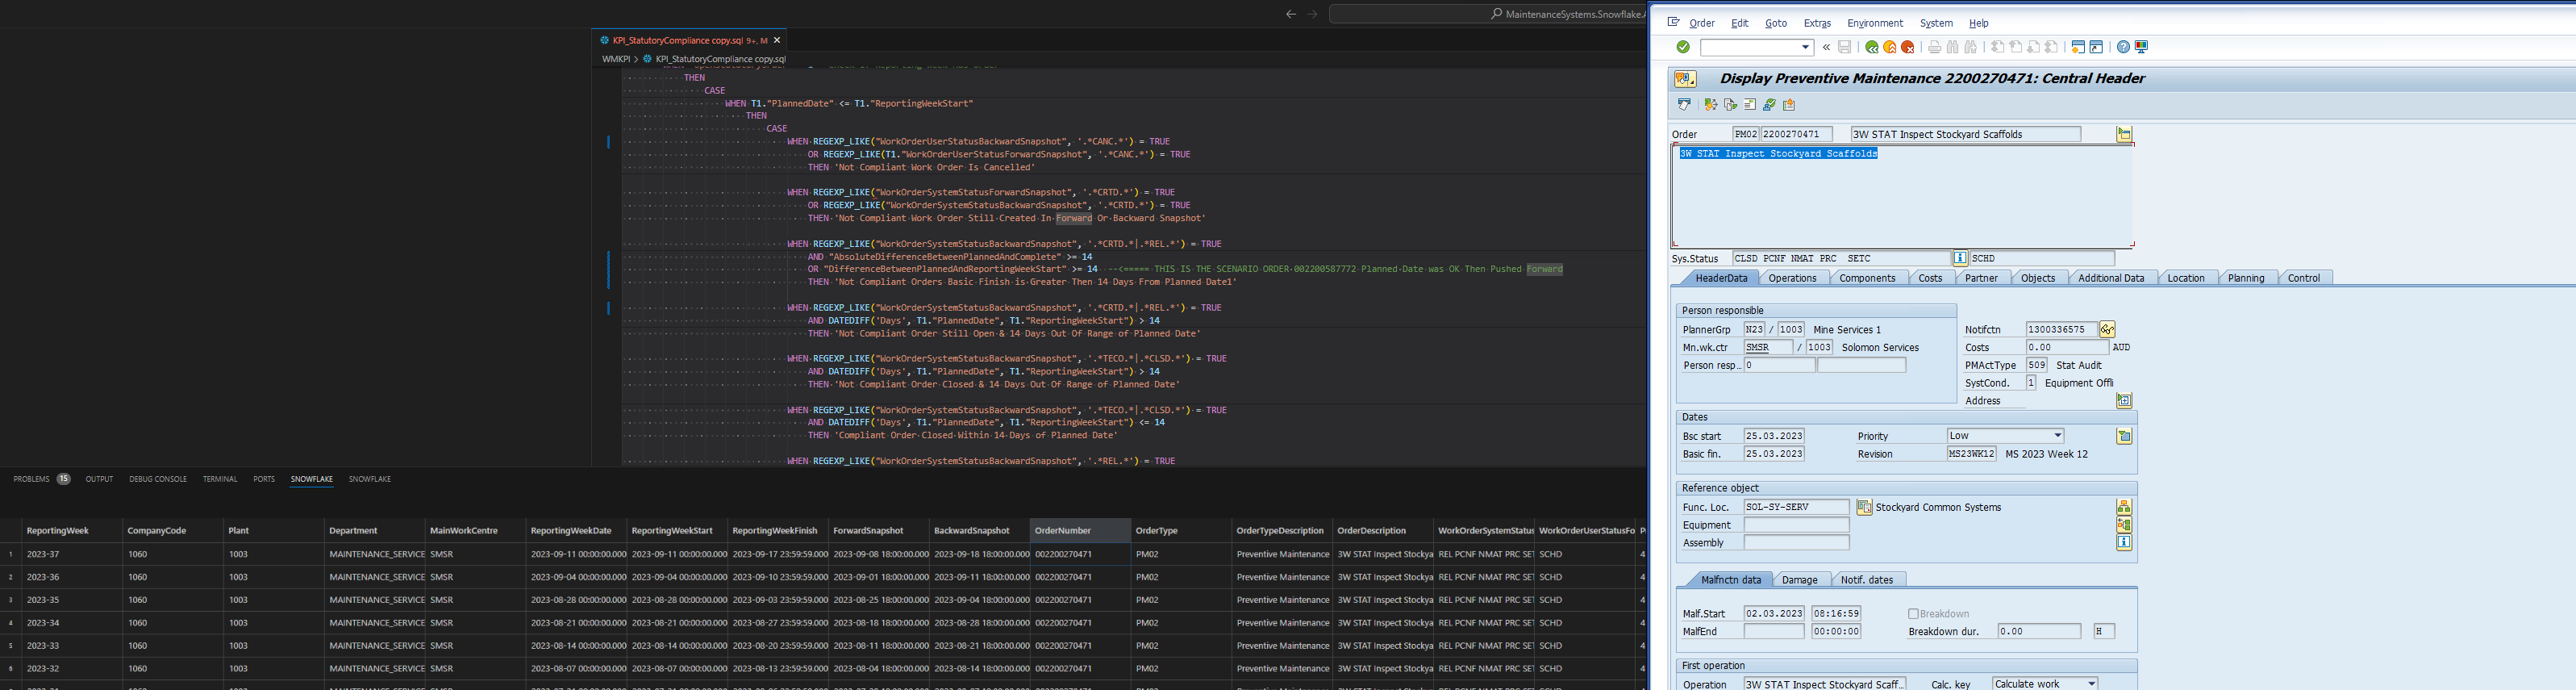 MaintenanceSystems.Snowflake.
KPI_StatutoryCompliance copy.sql 9+, M
WMKPI > KPI_StatutoryCompliance copy.sql
THEN
CASE
WHEN T1."PlannedDate" <= T1."ReportingWeekStart"
THEN
CASE
WHEN REGEXP_LIKE("WorkOrderUserStatusBackwardSnapshot", '.*CANC.*') = TRUE
OR REGEXP_LIKE(T1."WorkOrderUserStatusForwardSnapshot", '.*CANC.*') = TRUE
THEN 'Not Compliant Work Order Is Cancelled'
WHEN REGEXP_LIKE("WorkOrderSystemStatusForwardSnapshot", '.*CRTD.*') = TRUE
OR REGEXP_LIKE("WorkOrderSystemStatusBackwardSnapshot", '.*CRTD.*') = TRUE
THEN 'Not Compliant Work Order Still Created In Forward Or Backward Snapshot'
WHEN REGEXP_LIKE("WorkOrderSystemStatusBackwardSnapshot", '.*CRTD.*|.*REL.*') = TRUE
AND "AbsoluteDifferenceBetweenPlannedAndComplete" >= 14
OR "DifferenceBetweenPlannedAndReportingWeekStart" >= 14 --<===== THIS IS THE SCENARIO ORDER 002200587772 Planned Date was OK Then Pushed Forward
THEN 'Not Compliant Orders Basic Finish is Greater Then 14 Days From Planned Date1'
WHEN REGEXP_LIKE("WorkOrderSystemStatusBackwardSnapshot", '.*CRTD.*|.*REL.*') = TRUE
AND DATEDIFF('Days', T1."PlannedDate", T1."ReportingWeekStart") > 14
THEN 'Not Compliant Order Still Open & 14 Days Out Of Range of Planned Date'
WHEN REGEXP_LIKE("WorkOrderSystemStatusBackwardSnapshot", '.*TECO.*|.*CLSD.*') = TRUE
AND DATEDIFF('Days', T1."PlannedDate", T1."ReportingWeekStart") > 14
THEN 'Not Compliant Order Closed & 14 Days Out Of Range of Planned Date'
WHEN REGEXP_LIKE("WorkOrderSystemStatusBackwardSnapshot", '.*TECO.*|.*CLSD.*') = TRUE
AND DATEDIFF('Days', T1."PlannedDate", T1."ReportingWeekStart") <= 14
THEN 'Compliant Order Closed Within 14 Days of Planned Date'
WHEN REGEXP_LIKE("WorkOrderSystemStatusBackwardSnapshot", '.*REL.*') = TRUE
PROBLEMS 15 OUTPUT DEBUG CONSOLE TERMINAL PORTS SNOWFLAKE SNOWFLAKE
ReportingWeek CompanyCode Plant Department MainWorkCentre ReportingWeekDate ReportingWeekStart ReportingWeekFinish ForwardSnapshot BackwardSnapshot OrderNumber OrderType OrderTypeDescription OrderDescription WorkOrderSystemStatus WorkOrderUserStatusFo
1 2023-37 1060 1003 MAINTENANCE_SERVICE SMSR 2023-09-11 00:00:00.000 2023-09-11 00:00:00.000 2023-09-17 23:59:59.000 2023-09-08 18:00:00.000 2023-09-18 18:00:00.000 002200270471 PM02 Preventive Maintenance 3W STAT Inspect Stockya REL PCNF NMAT PRC SET SCHD 4
2 2023-36 1060 1003 MAINTENANCE_SERVICE SMSR 2023-09-04 00:00:00.000 2023-09-04 00:00:00.000 2023-09-10 23:59:59.000 2023-09-01 18:00:00.000 2023-09-11 18:00:00.000 002200270471 PM02 Preventive Maintenance 3W STAT Inspect Stockya REL PCNF NMAT PRC SET SCHD 4
3 2023-35 1060 1003 MAINTENANCE_SERVICE SMSR 2023-08-28 00:00:00.000 2023-08-28 00:00:00.000 2023-09-03 23:59:59.000 2023-08-25 18:00:00.000 2023-09-04 18:00:00.000 002200270471 PM02 Preventive Maintenance 3W STAT Inspect Stockya REL PCNF NMAT PRC SET SCHD 4
4 2023-34 1060 1003 MAINTENANCE_SERVICE SMSR 2023-08-21 00:00:00.000 2023-08-21 00:00:00.000 2023-08-27 23:59:59.000 2023-08-18 18:00:00.000 2023-08-28 18:00:00.000 002200270471 PM02 Preventive Maintenance 3W STAT Inspect Stockya REL PCNF NMAT PRC SET SCHD 4
5 2023-33 1060 1003 MAINTENANCE_SERVICE SMSR 2023-08-14 00:00:00.000 2023-08-14 00:00:00.000 2023-08-20 23:59:59.000 2023-08-11 18:00:00.000 2023-08-21 18:00:00.000 002200270471 PM02 Preventive Maintenance 3W STAT Inspect Stockya REL PCNF NMAT PRC SET SCHD 4
6 2023-32 1060 1003 MAINTENANCE_SERVICE SMSR 2023-08-07 00:00:00.000 2023-08-07 00:00:00.000 2023-08-13 23:59:59.000 2023-08-04 18:00:00.000 2023-08-14 18:00:00.000 002200270471 PM02 Preventive Maintenance 3W STAT Inspect Stockya REL PCNF NMAT PRC SET SCHD 4
Order Edit Goto Extras Environment System Help
Display Preventive Maintenance 2200270471: Central Header
Order PM02 2200270471 3W STAT Inspect Stockyard Scaffolds
3W STAT Inspect Stockyard Scaffolds
Sys.Status CLSD PCNF NMAT PRC SETC SCHD
HeaderData Operations Components Costs Partner Objects Additional Data Location Planning Control
Person responsible
PlannerGrp N23 / 1003 Mine Services 1 Notifctn 1300336575
Mn.wk.ctr SMSR / 1003 Solomon Services Costs 0.00 AUD
Person resp... 0 PMActType 509 Stat Audit
SystCond. 1 Equipment Offli
Address
Dates
Bsc start 25.03.2023 Priority Low
Basic fin. 25.03.2023 Revision MS23WK12 MS 2023 Week 12
Reference object
Func. Loc. SOL-SY-SERV Stockyard Common Systems
Equipment
Assembly
Malfnctn data Damage Notif. dates
Malf.Start 02.03.2023 08:16:59 Breakdown
MalfEnd 00:00:00 Breakdown dur. 0.00 H
First operation
Operation 3W STAT Inspect Stockyard Scaff... Calc. key Calculate work